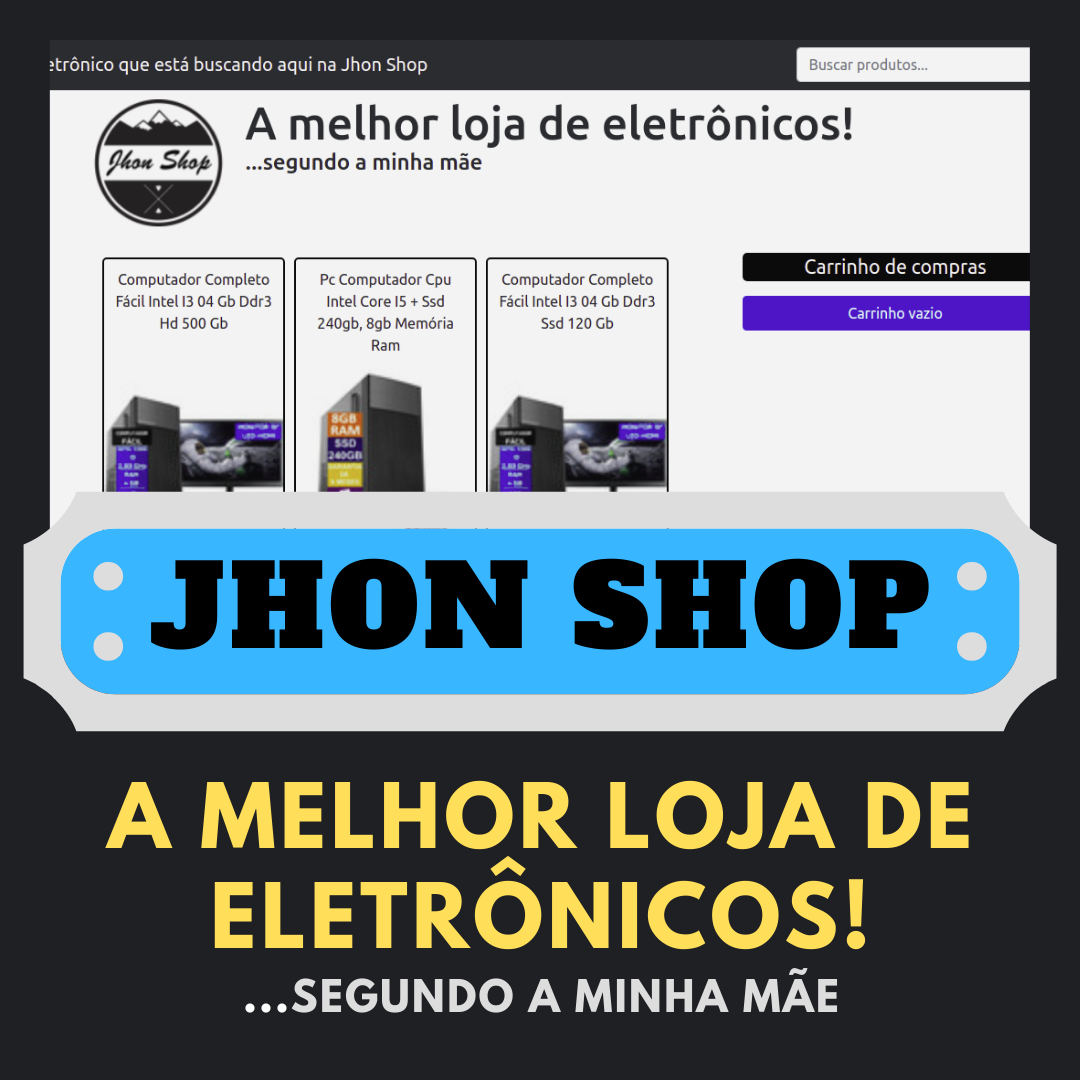 etrônico que está buscando aqui na Jhon Shop
Buscar produtos...
Jhon Shop
A melhor loja de eletrônicos!
...segundo a minha mãe
Computador Completo
Fácil Intel I3 04 Gb Ddr3
Hd 500 Gb
Pc Computador Cpu
Intel Core I5 + Ssd
240gb, 8gb Memória
Ram
Computador Completo
Fácil Intel I3 04 Gb Ddr3
Ssd 120 Gb
Carrinho de compras
Carrinho vazio
FÁCIL
8GB
RAM
SSD
240GB
FÁCIL
JHON SHOP
A MELHOR LOJA DE
ELETRÔNICOS!
...SEGUNDO A MINHA MÃE